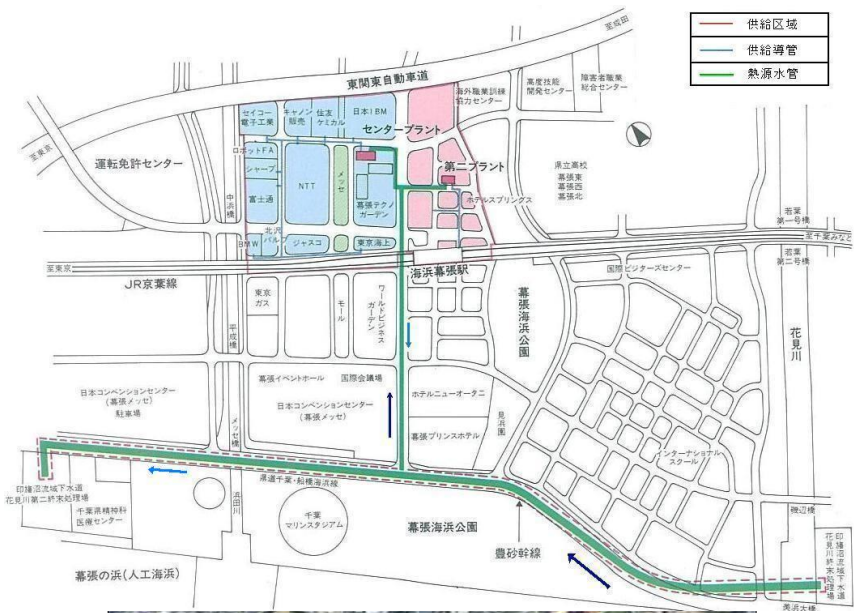 供給区域
供給導管
熱源水管
至成田
東関東自動車道
海外職業訓練
協力センター
高度技能
開発センター
障害者職業
総合センター
セイコー
電子工業
キャノン
販売
住友
ケミカル
日本IBM
センタープラント
至東京
運転免許センター
ロボットFA
シャープ
富士通
NTT
メッセ
幕張テクノ
ガーデン
第二プラント
ホテルスプリングス
県立高校
幕張東
幕張西
幕張北
中浜橋
北沢
バルブ
BMW
ジャスコ
東京海上
若葉
第一号橋
至千葉みなと
若葉
第二号橋
至東京
JR京葉線
海浜幕張駅
国際ビジターズセンター
東京
ガス
モール
ワールドビジネス
ガーデン
幕張海浜公園
花見川
平成橋
日本コンベンションセンター
(幕張メッセ)
駐車場
幕張イベントホール
国際会議場
日本コンベンションセンター
(幕張メッセ)
ホテルニューオータニ
幕張プリンスホテル
見浜園
メッセ橋
インターナショナル
スクール
印旛沼流域下水道
花見川第二終末処理場
県道千葉・船橋海浜線
千葉県精神科
医療センター
浜田川
千葉
マリンスタジアム
幕張海浜公園
豊砂幹線
磯辺橋
印旛沼流域下水道
花見川終末処理場
幕張の浜(人工海浜)
美浜大橋